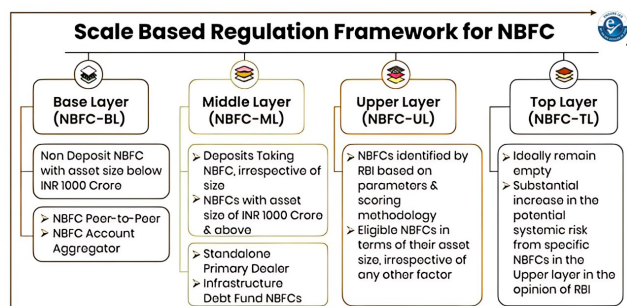 Scale Based Regulation Framework for NBFC
Base Layer
(NBFC-BL)
Non Deposit NBFC
with asset size below
INR 1000 Crore
➢ NBFC Peer-to-Peer
➢ NBFC Account
Aggregator
Middle Layer
(NBFC-ML)
➢ Deposits Taking
NBFC, irrespective of
size
➢ NBFCs with asset
size of INR 1000 Crore
& above
➢ Standalone
Primary Dealer
➢ Infrastructure
Debt Fund NBFCs
Upper Layer
(NBFC-UL)
➢ NBFCs identified by
RBI based on
parameters &
scoring methodology
➢ Eligible NBFCs in
terms of their asset
size, irrespective of
any other factor
Top Layer
(NBFC-TL)
➢ Ideally remain
empty
➢ Substantial
increase in the
potential
systemic risk
from specific
NBFCs in the
Upper layer in the
opinion of RBI